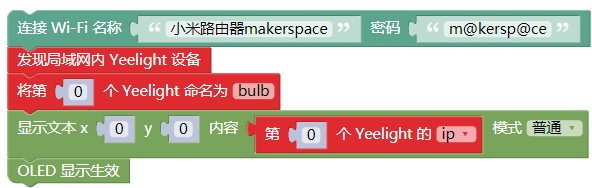 连接 Wi-Fi 名称 “ 小米路由器makerspace ” 密码 “ m@kersp@ce ”
发现局域网内 Yeelight 设备
将第 0 个 Yeelight 命名为 bulb
显示文本 x 0 y 0 内容 第 0 个 Yeelight 的 ip 模式 普通
OLED 显示生效